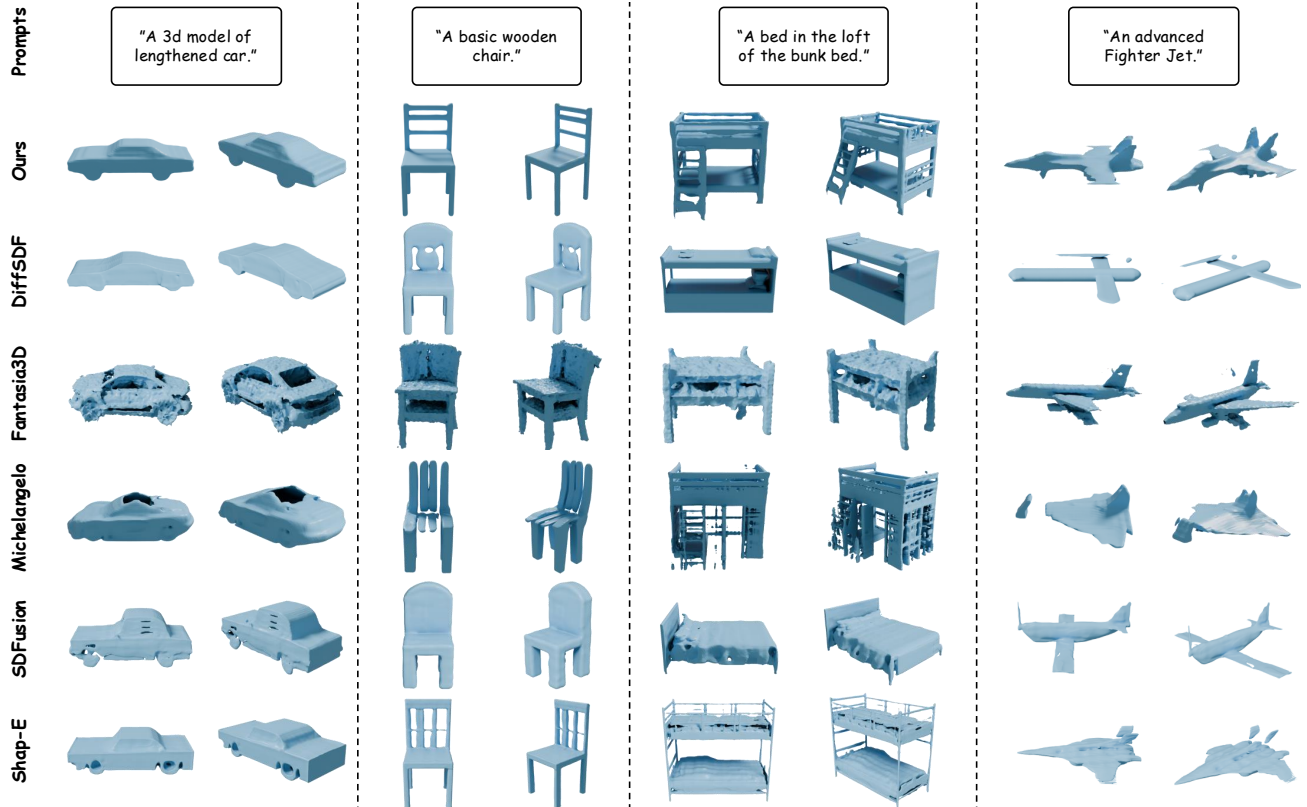 Prompts
"A 3d model of
lengthened car."
“A basic wooden
chair.”
“A bed in the loft
of the bunk bed.”
“An advanced
Fighter Jet.”
Ours
DiffSDF
Fantasia3D
Michelangelo
SDFusion
Shap-E